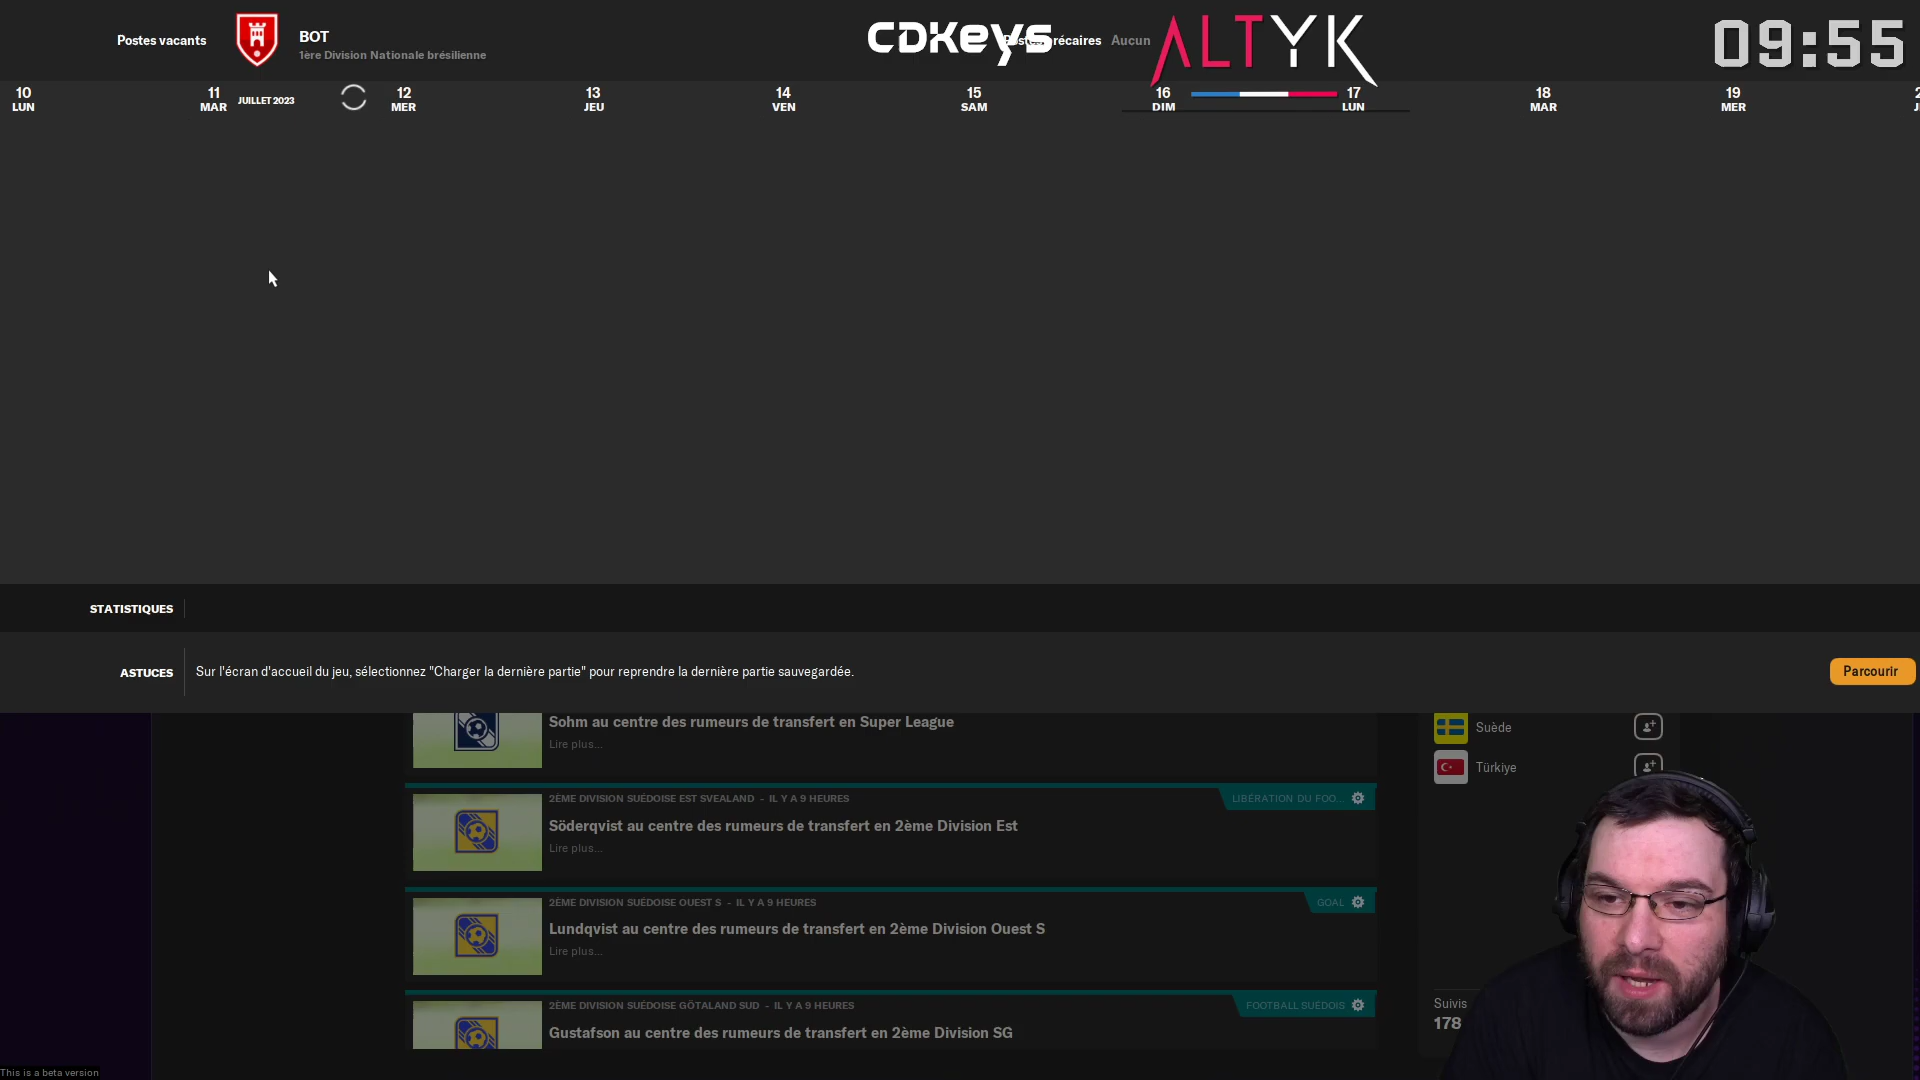 Postes vacants
BOT
1ère Division Nationale brésilienne
CDKeys
Aucun
ALTYK
09:55
10 LUN
11 MAR
JUILLET 2023
12 MER
13 JEU
14 VEN
15 SAM
16 DIM
17 LUN
18 MAR
19 MER
STATISTIQUES
ASTUCES
Sur l'écran d'accueil du jeu, sélectionnez "Charger la dernière partie" pour reprendre la dernière partie sauvegardée.
Parcourir
Sohm au centre des rumeurs de transfert en Super League
Lire plus...
Suède
Türkiye
2ÈME DIVISION SUÉDOISE EST SVEALAND - IL Y A 9 HEURES
LIBÉRATION DU FOO...
Söderqvist au centre des rumeurs de transfert en 2ème Division Est
Lire plus...
2ÈME DIVISION SUÉDOISE OUEST S - IL Y A 9 HEURES
GOAL
Lundqvist au centre des rumeurs de transfert en 2ème Division Ouest S
Lire plus...
2ÈME DIVISION SUÉDOISE GÖTALAND SUD - IL Y A 9 HEURES
FOOTBALL SUÉDOIS
Gustafson au centre des rumeurs de transfert en 2ème Division SG
Suivis
178
This is a beta version